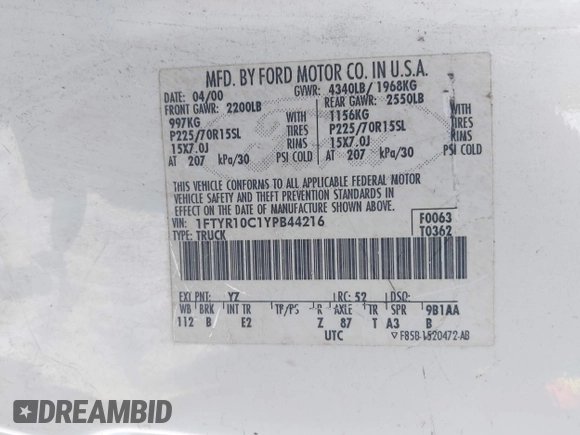 MFD. BY FORD MOTOR CO. IN U.S.A.
DATE: 04/00 GVWR: 4340LB/ 1968KG
FRONT GAWR: 2200LB REAR GAWR: 2550LB
997KG WITH 1156KG WITH
P225/70R15SL TIRES P225/70R15SL TIRES
15X7.0J RIMS 15X7.0J RIMS
AT 207 kPa/30 PSI COLD AT 207 kPa/30 PSI COLD
THIS VEHICLE CONFORMS TO ALL APPLICABLE FEDERAL MOTOR
VEHICLE SAFETY AND THEFT PREVENTION STANDARDS IN
EFFECT ON THE DATE OF MANUFACTURE SHOWN ABOVE.
VIN: 1FTYR10C1YPB44216 F0063
TYPE: TRUCK T0362
EXT PNT: Y7 RC: 52 DSO:
WB BRK INT TR TP/PS R AXLE TR SPR 9B1AA
112 B E2 Z 87 T A3 B
UTC F85B-1520472-AB
DREAMBID